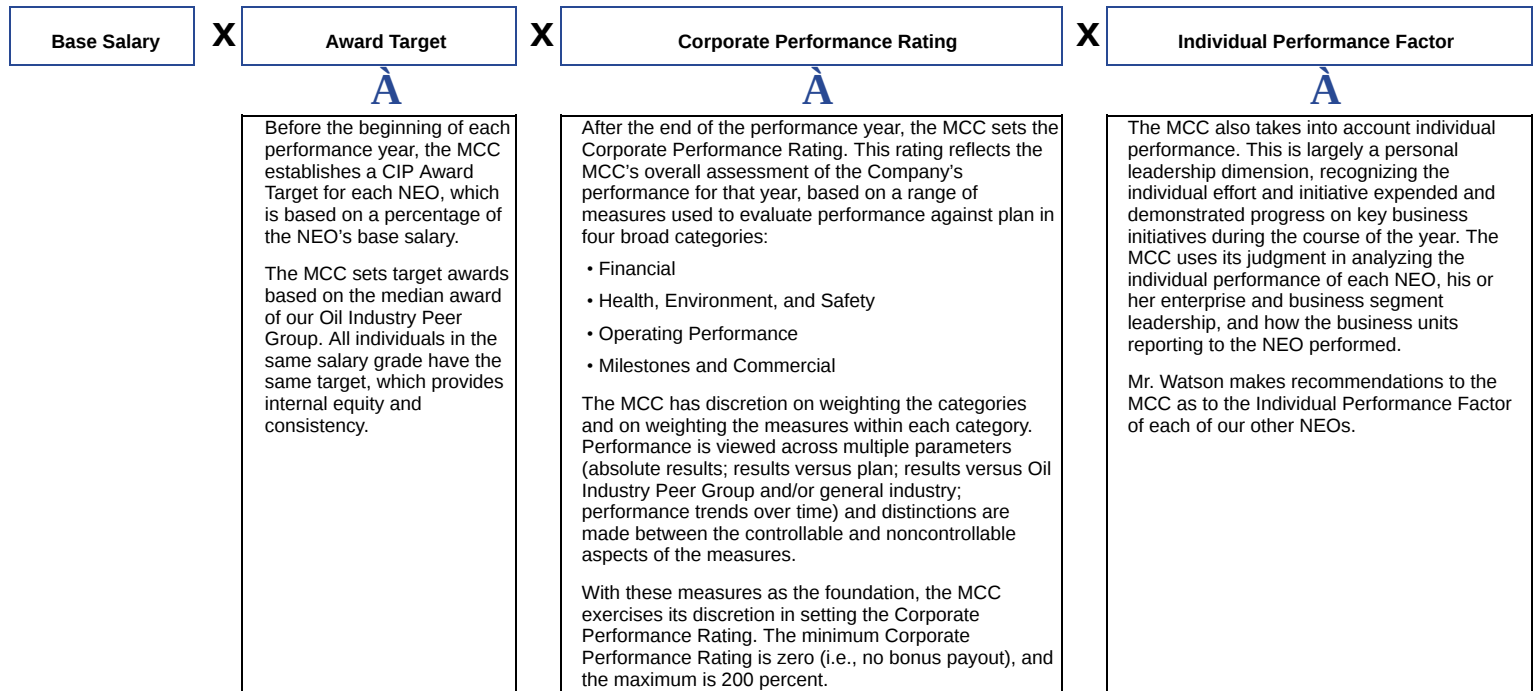 Base Salary X Award Target X Corporate Performance Rating X Individual Performance Factor
À À À
Before the beginning of each
performance year, the MCC
establishes a CIP Award
Target for each NEO, which
is based on a percentage of
the NEO’s base salary.
The MCC sets target awards
based on the median award
of our Oil Industry Peer
Group. All individuals in the
same salary grade have the
same target, which provides
internal equity and
consistency.
After the end of the performance year, the MCC sets the
Corporate Performance Rating. This rating reflects the
MCC’s overall assessment of the Company’s
performance for that year, based on a range of
measures used to evaluate performance against plan in
four broad categories:
• Financial
• Health, Environment, and Safety
• Operating Performance
• Milestones and Commercial
The MCC has discretion on weighting the categories
and on weighting the measures within each category.
Performance is viewed across multiple parameters
(absolute results; results versus plan; results versus Oil
Industry Peer Group and/or general industry;
performance trends over time) and distinctions are
made between the controllable and noncontrollable
aspects of the measures.
With these measures as the foundation, the MCC
exercises its discretion in setting the Corporate
Performance Rating. The minimum Corporate
Performance Rating is zero (i.e., no bonus payout), and
the maximum is 200 percent.
The MCC also takes into account individual
performance. This is largely a personal
leadership dimension, recognizing the
individual effort and initiative expended and
demonstrated progress on key business
initiatives during the course of the year. The
MCC uses its judgment in analyzing the
individual performance of each NEO, his or
her enterprise and business segment
leadership, and how the business units
reporting to the NEO performed.
Mr. Watson makes recommendations to the
MCC as to the Individual Performance Factor
of each of our other NEOs.